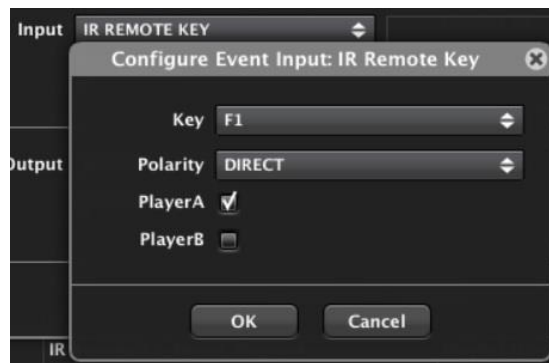 Input IR REMOTE KEY
Configure Event Input: IR Remote Key
Key F1
Output Polarity DIRECT
PlayerA
PlayerB
OK Cancel
IR